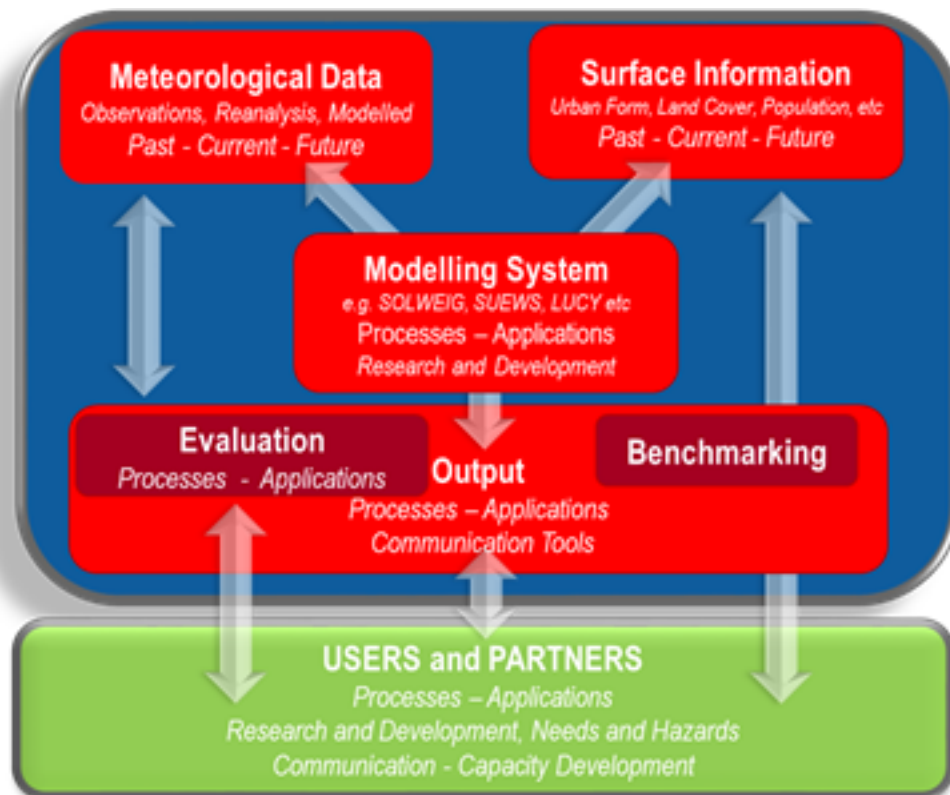 Meteorological Data
Observations, Reanalysis, Modelled
Past - Current - Future
Surface Information
Urban Form, Land Cover, Population, etc
Past - Current - Future
Modelling System
e.g. SOLWEIG, SUEWS, LUCY etc
Processes – Applications
Research and Development
Evaluation
Processes - Applications
Benchmarking
Output
Processes – Applications
Communication Tools
USERS and PARTNERS
Processes – Applications
Research and Development, Needs and Hazards
Communication - Capacity Development